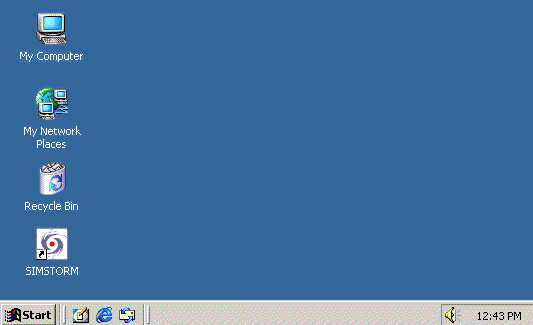 My Computer
My Network
Places
Recycle Bin
SIMSTORM
Start
12:43 PM